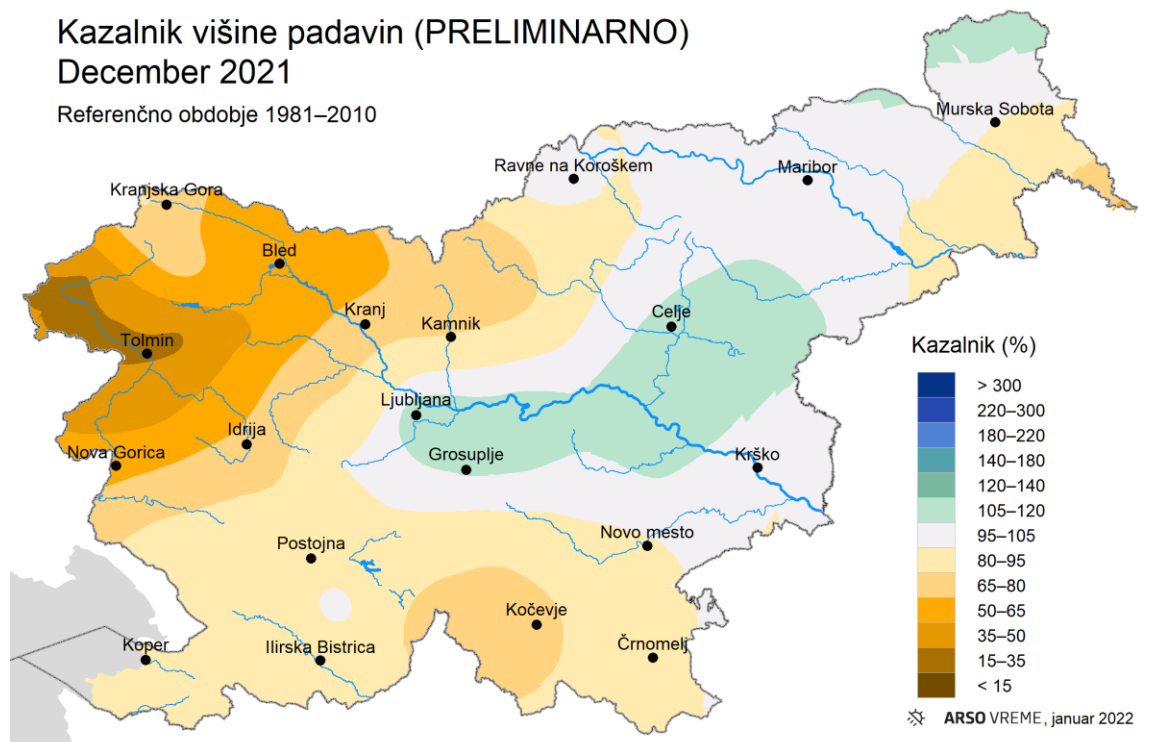 Kazalnik višine padavin (PRELIMINARNO)
December 2021
Referenčno obdobje 1981–2010
Murska Sobota
Ravne na Koroškem
Maribor
Kranjska Gora
Bled
Kranj
Kamnik
Celje
Tolmin
Kazalnik (%)
> 300
220–300
180–220
140–180
120–140
105–120
95–105
80–95
65–80
50–65
35–50
15–35
< 15
Ljubljana
Idrija
Nova Gorica
Grosuplje
Krško
Novo mesto
Postojna
Kočevje
Koper
Ilirska Bistrica
Črnomelj
ARSO VREME, januar 2022